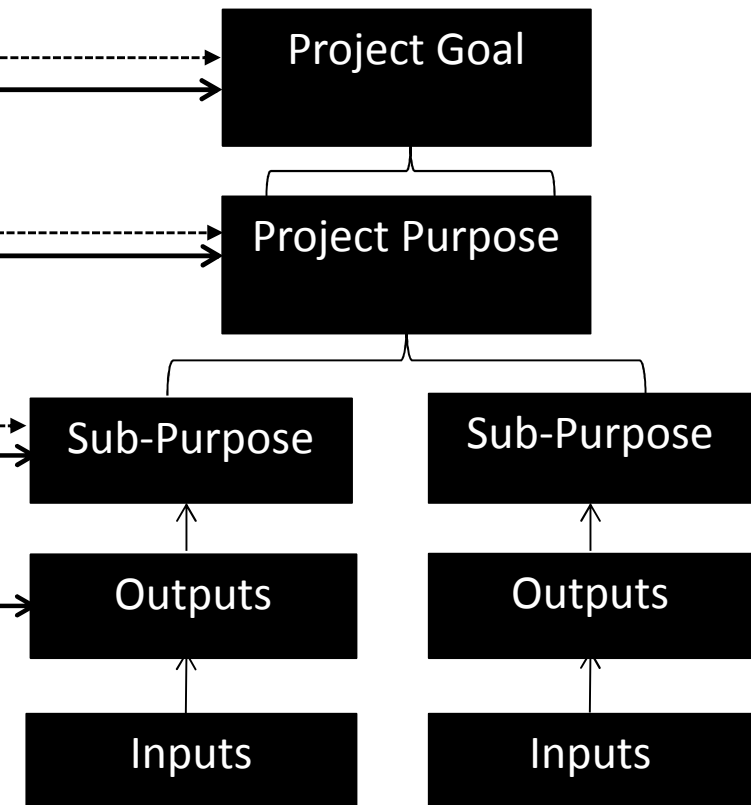 Project Goal
Project Purpose
Sub-Purpose
Sub-Purpose
Outputs
Outputs
Inputs
Inputs